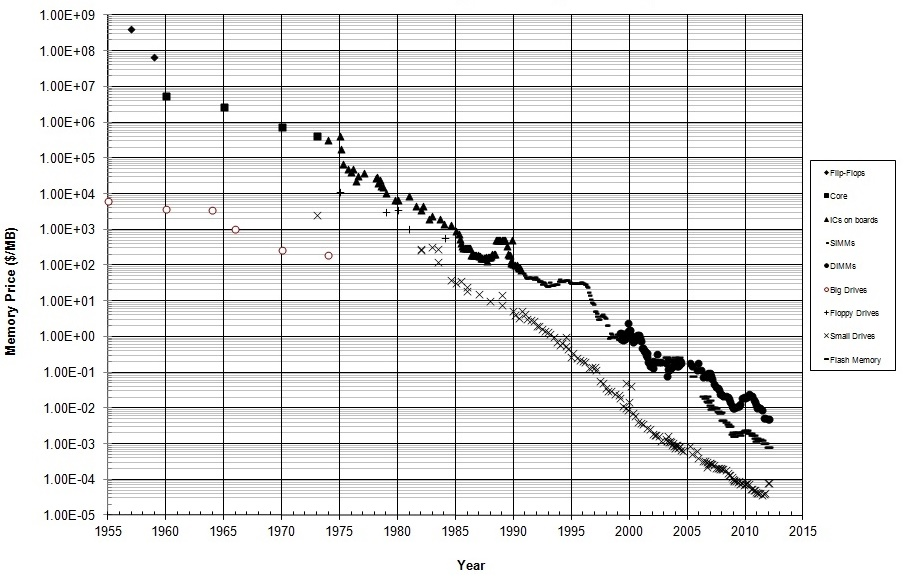 1.00E+09
1.00E+08
1.00E+07
1.00E+06
1.00E+05
1.00E+04
1.00E+03
1.00E+02
1.00E+01
1.00E+00
1.00E-01
1.00E-02
1.00E-03
1.00E-04
1.00E-05
Memory Price ($/MB)
1955 1960 1965 1970 1975 1980 1985 1990 1995 2000 2005 2010 2015
Year
Flip-Flops
Core
ICs on boards
SIMMs
DIMMs
Big Drives
Floppy Drives
Small Drives
Flash Memory